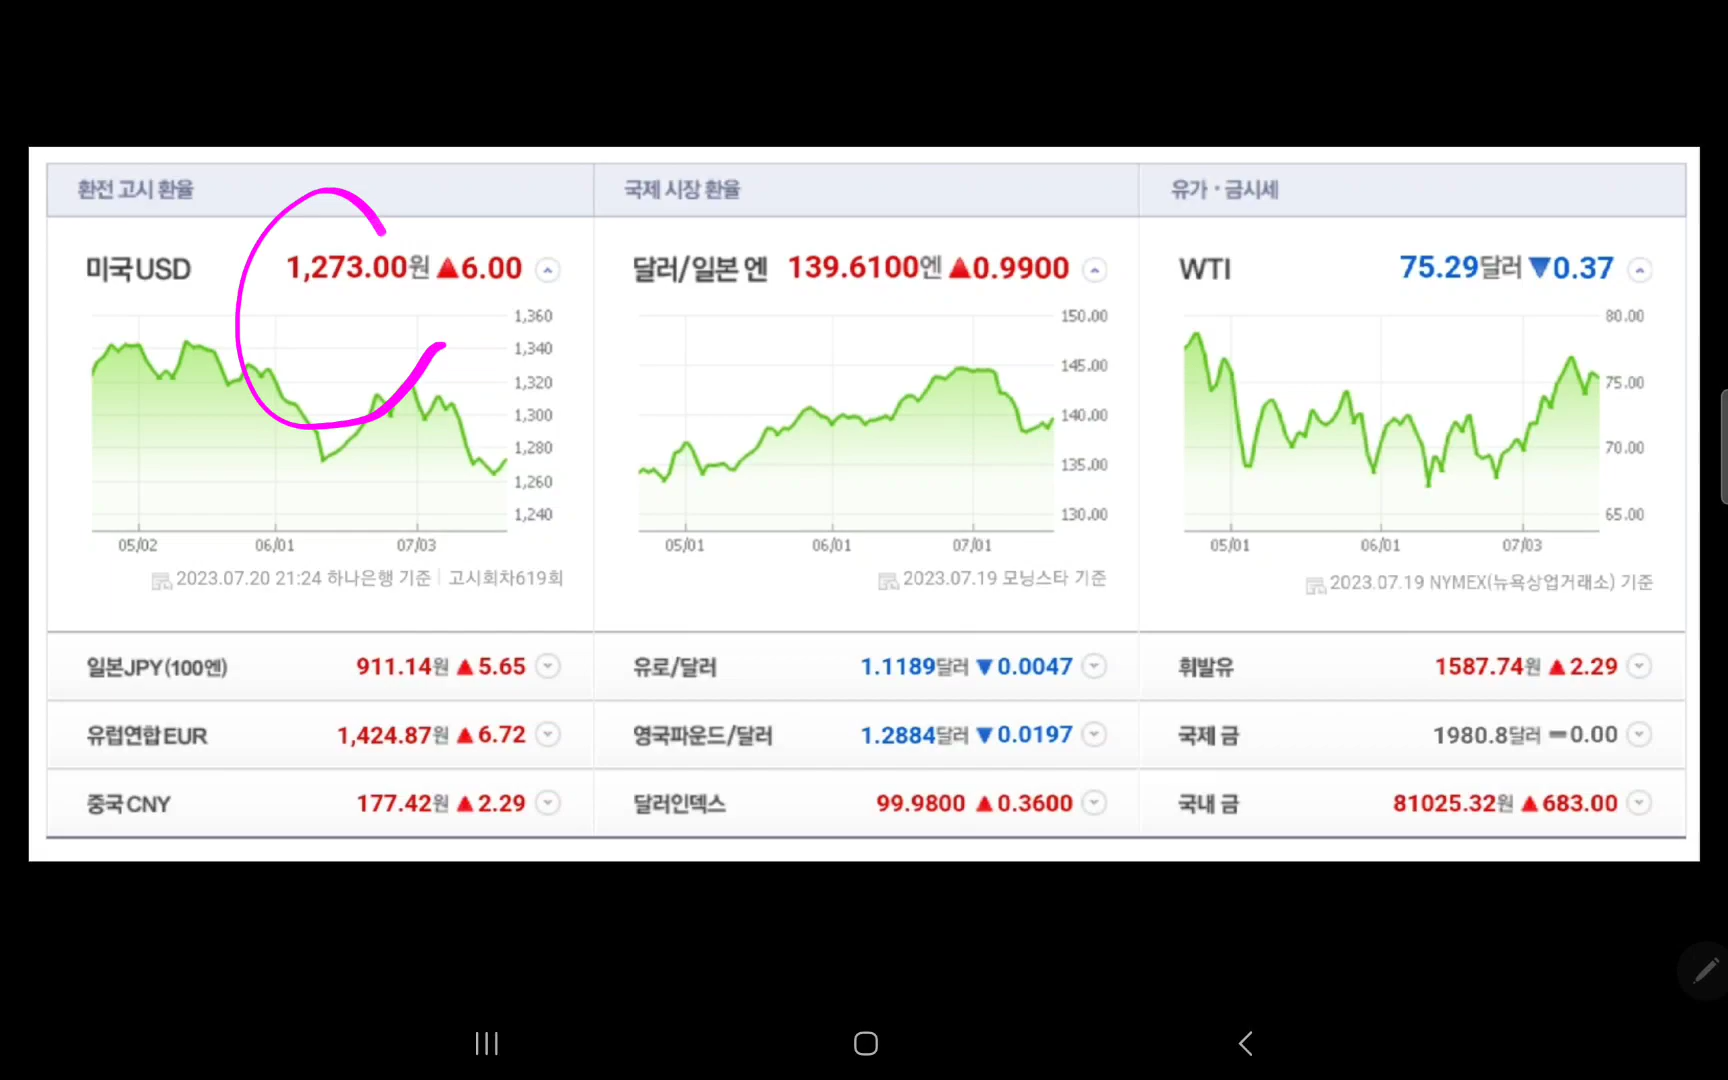 환전 고시 환율
미국USD 1,273.00원 ▲6.00
1,360
1,340
1,320
1,300
1,280
1,260
1,240
05/02 06/01 07/03
2023.07.20 21:24 하나은행 기준 | 고시회차619회
일본JPY(100엔) 911.14원 ▲5.65
유럽연합EUR 1,424.87원 ▲6.72
중국CNY 177.42원 ▲2.29
국제 시장 환율
달러/일본 엔 139.6100엔 ▲0.9900
150.00
145.00
140.00
135.00
130.00
05/01 06/01 07/01
2023.07.19 모닝스타 기준
유로/달러 1.1189달러 ▼0.0047
영국파운드/달러 1.2884달러 ▼0.0197
달러인덱스 99.9800 ▲0.3600
유가·금시세
WTI 75.29달러 ▼0.37
80.00
75.00
70.00
65.00
05/01 06/01 07/03
2023.07.19 NYMEX(뉴욕상업거래소) 기준
휘발유 1587.74원 ▲2.29
국제 금 1980.8달러 −0.00
국내 금 81025.32원 ▲683.00